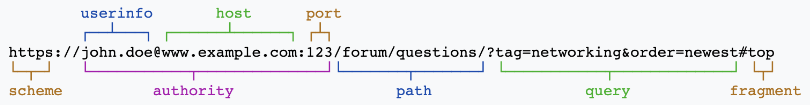 userinfo host port
https://john.doe@www.example.com:123/forum/questions/?tag=networking&order=newest#top
scheme authority path query fragment